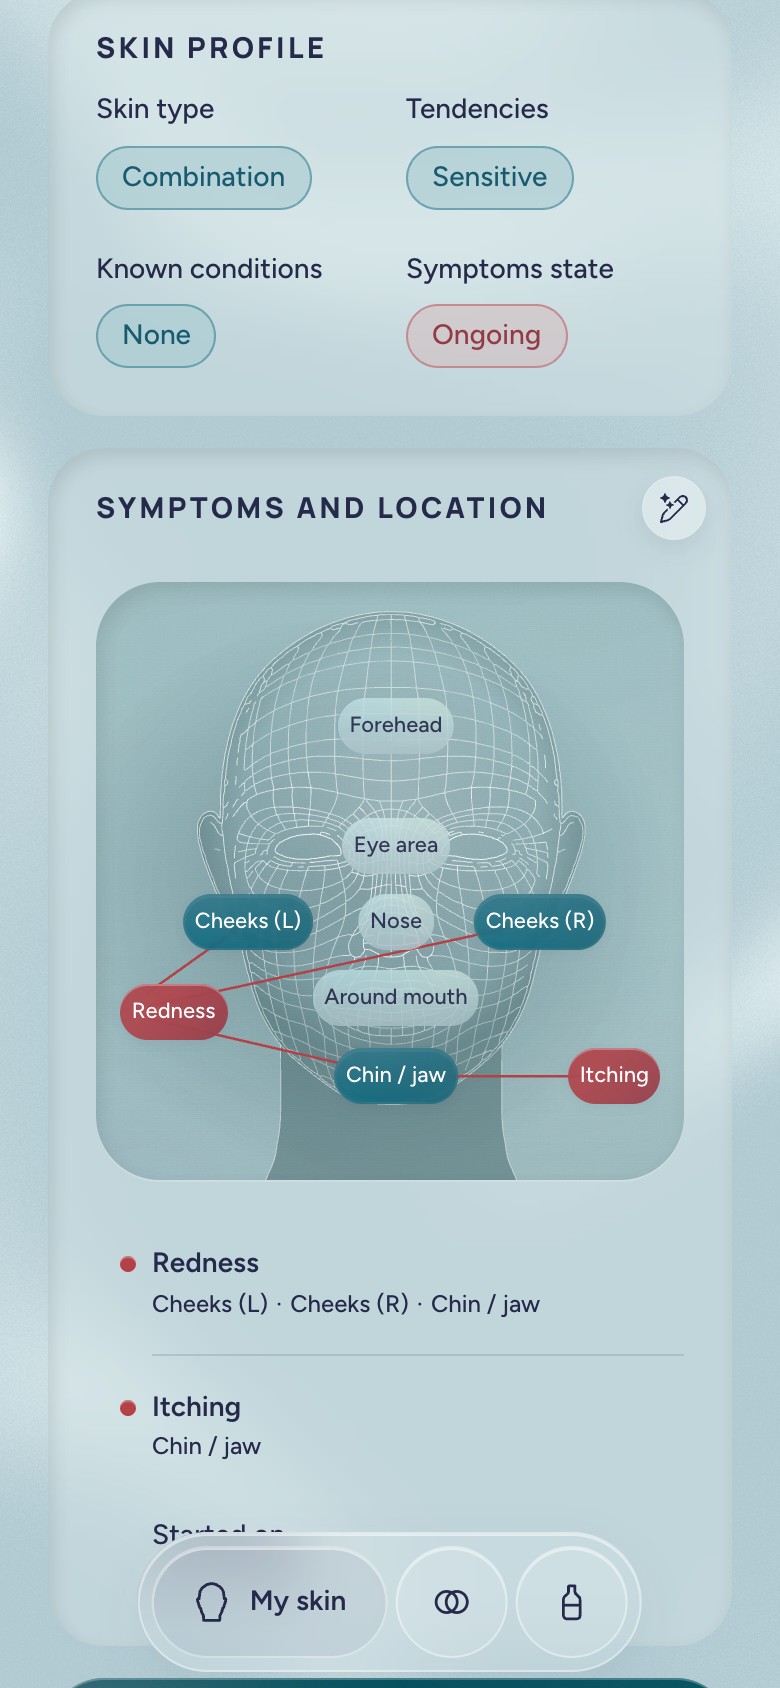 SKIN PROFILE
Skin type
Tendencies
Combination
Sensitive
Known conditions
Symptoms state
None
Ongoing
SYMPTOMS AND LOCATION
Forehead
Eye area
Cheeks (L)
Nose
Cheeks (R)
Around mouth
Redness
Chin / jaw
Itching
Redness
Cheeks (L) · Cheeks (R) · Chin / jaw
Itching
Chin / jaw
Started on
My skin